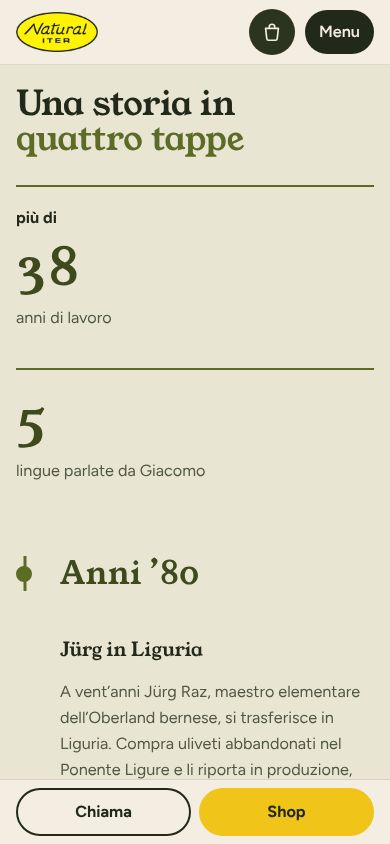 Natural
ITER
Menu
Una storia in
quattro tappe
più di
38
anni di lavoro
5
lingue parlate da Giacomo
Anni ’80
Jürg in Liguria
A vent’anni Jürg Raz, maestro elementare
dell’Oberland bernese, si trasferisce in
Liguria. Compra uliveti abbandonati nel
Ponente Ligure e li riporta in produzione,
Chiama
Shop